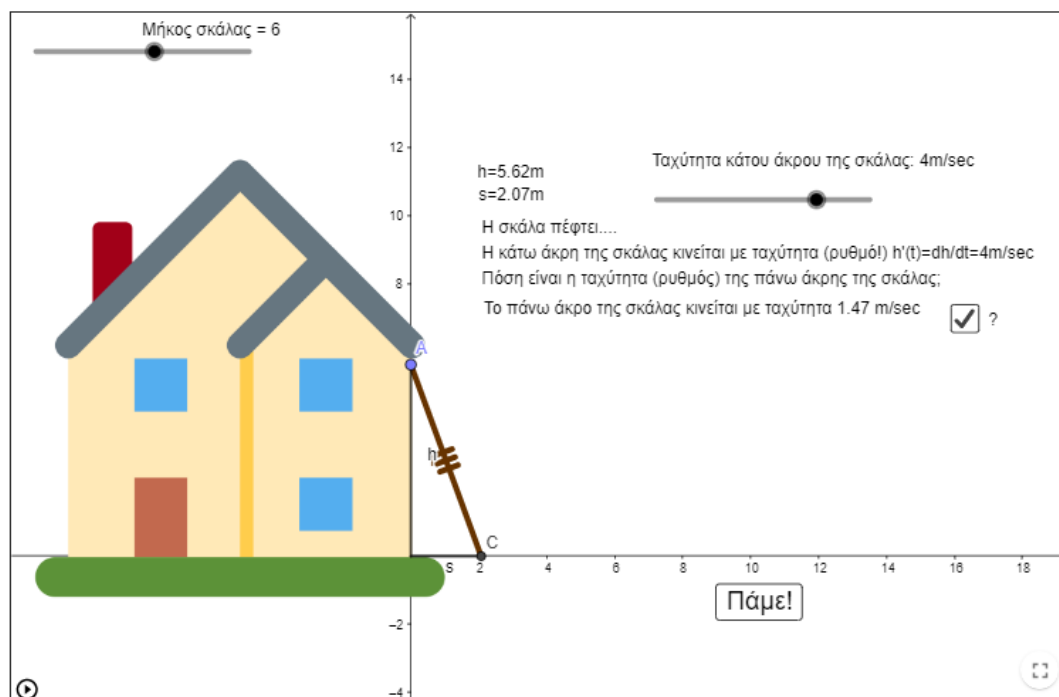 Μήκος σκάλας = 6
14
12
10
8
h=5.62m
s=2.07m
Ταχύτητα κάτου άκρου της σκάλας: 4m/sec
Η σκάλα πέφτει....
Η κάτω άκρη της σκάλας κινείται με ταχύτητα (ρυθμό!) h'(t)=dh/dt=4m/sec
Πόση είναι η ταχύτητα (ρυθμός) της πάνω άκρης της σκάλας;
Το πάνω άκρο της σκάλας κινείται με ταχύτητα 1.47 m/sec
?
A
h
C
s 2 4 6 8 10 12 14 16 18
Πάμε!
–2
–4